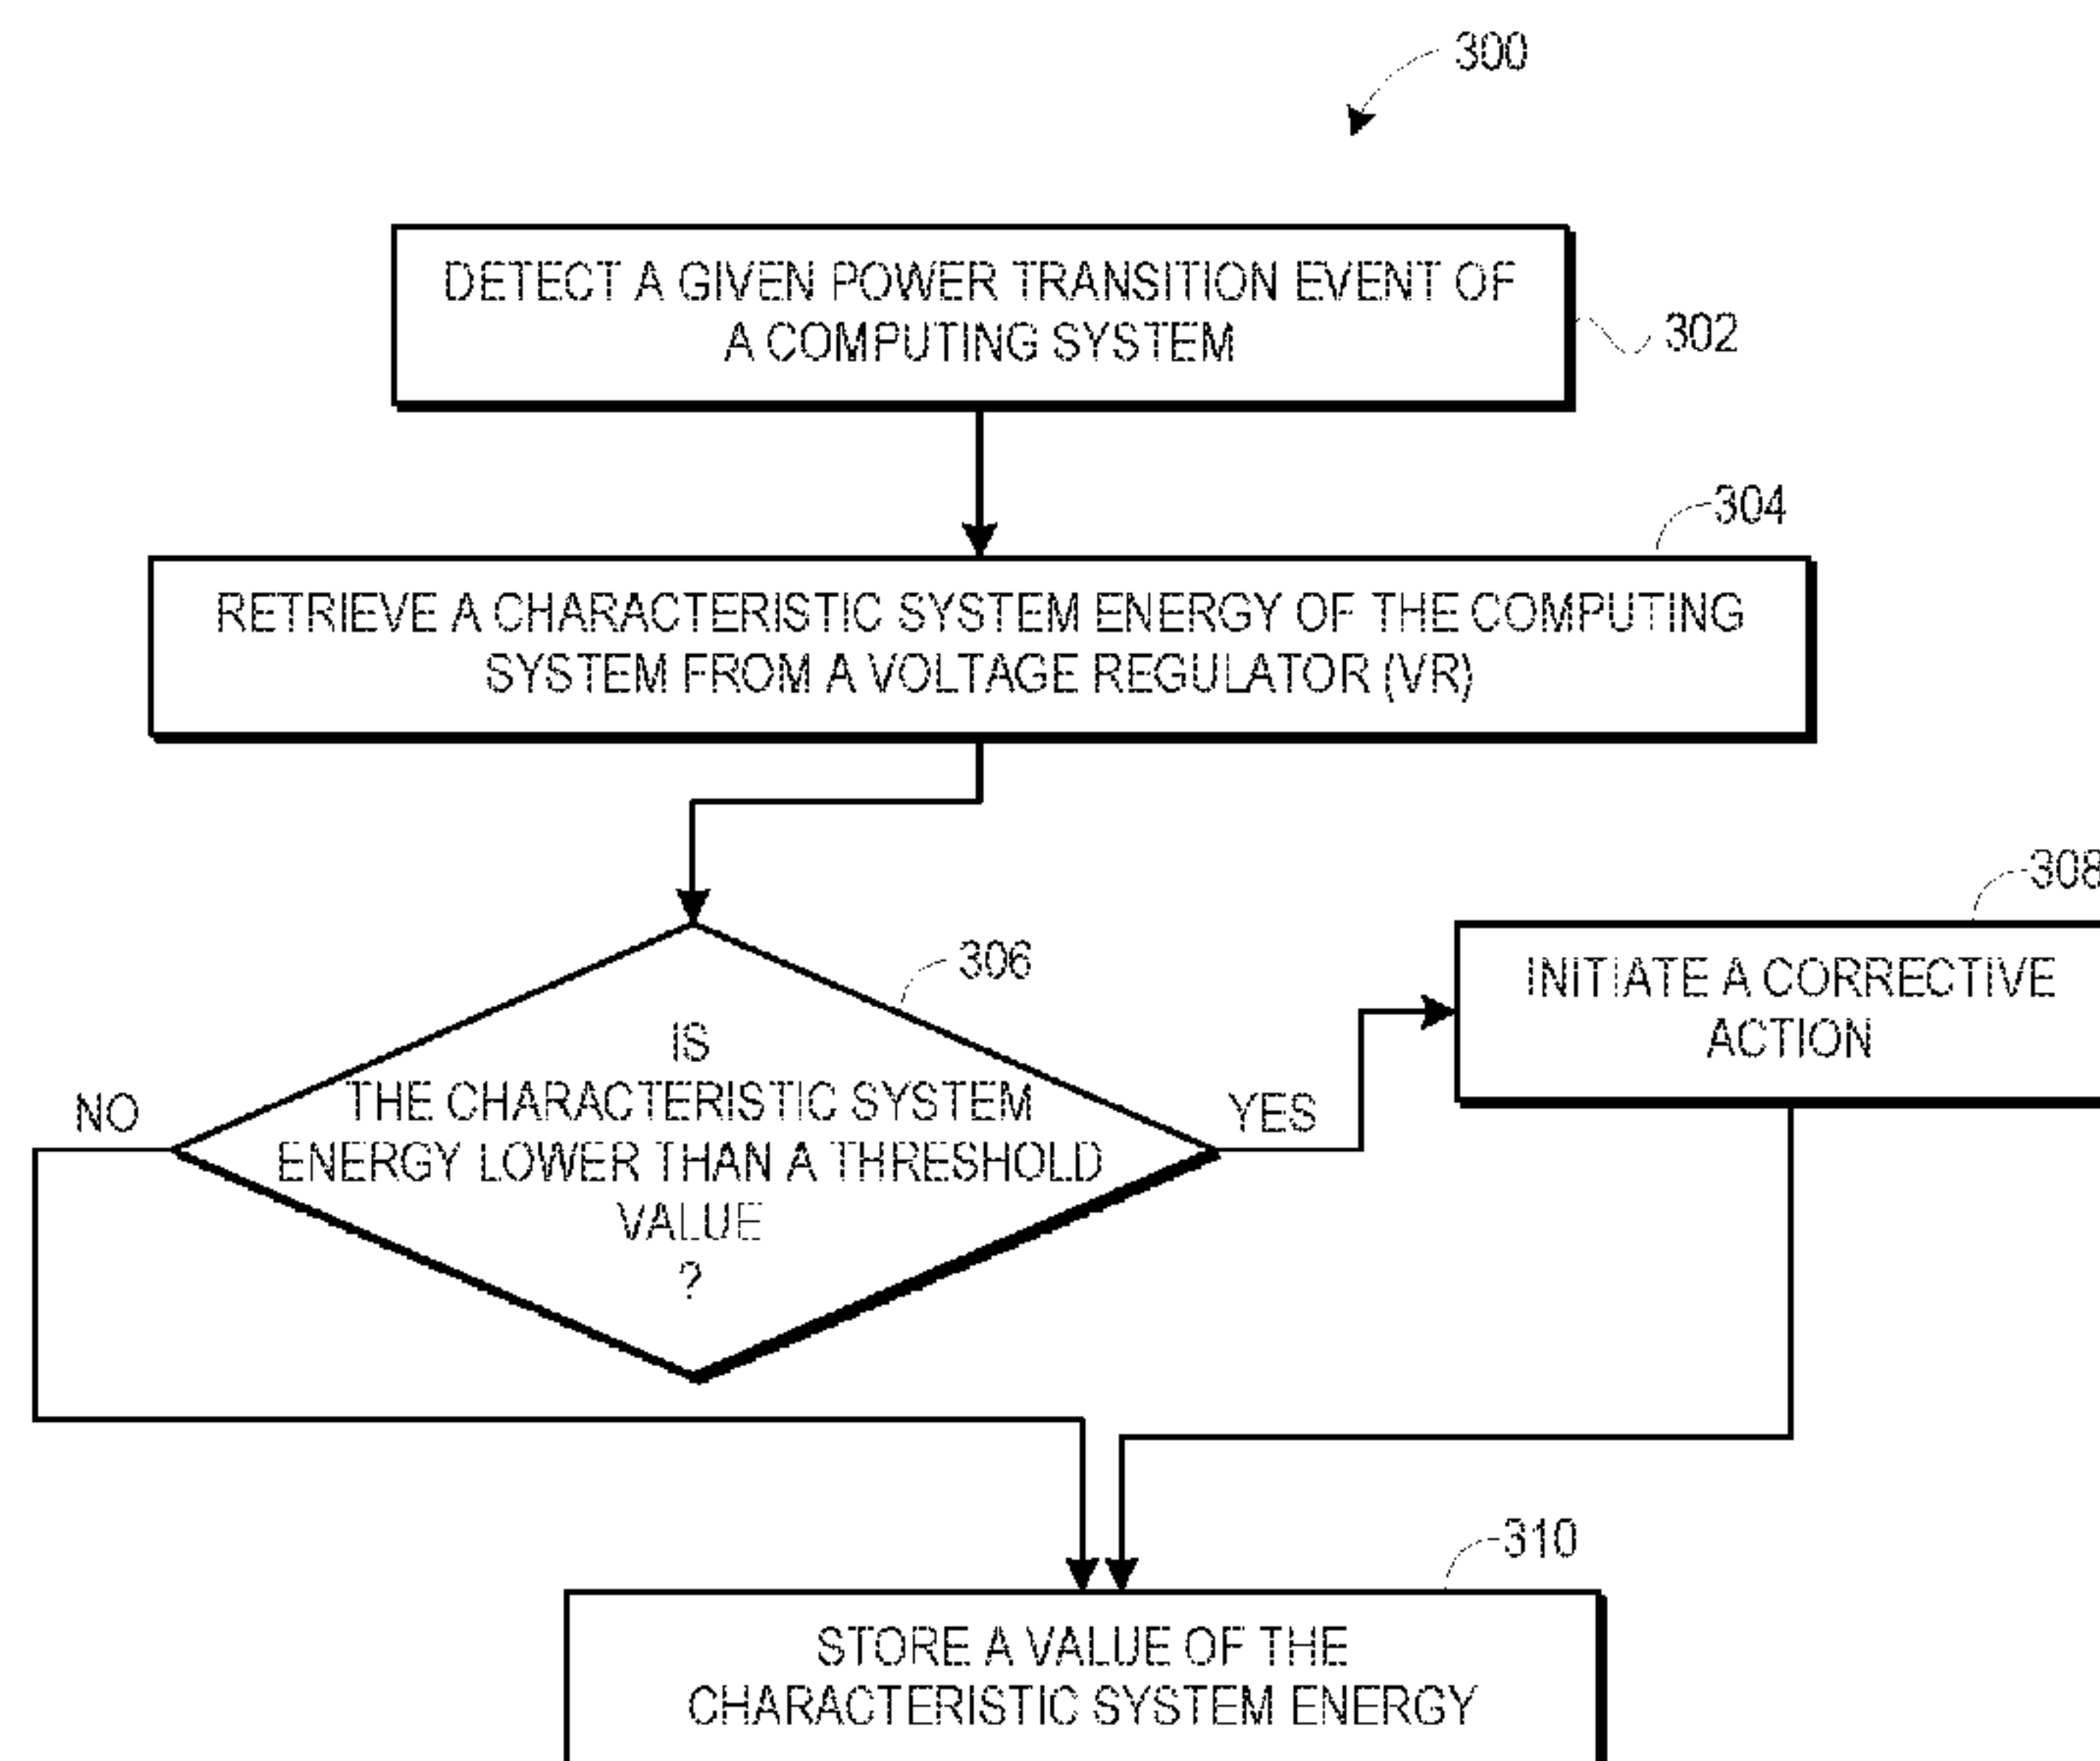 300
DETECT A GIVEN POWER TRANSITION EVENT OF
A COMPUTING SYSTEM
302
304
RETRIEVE A CHARACTERISTIC SYSTEM ENERGY OF THE COMPUTING
SYSTEM FROM A VOLTAGE REGULATOR (VR)
308
INITIATE A CORRECTIVE
ACTION
306
IS
THE CHARACTERISTIC SYSTEM
ENERGY LOWER THAN A THRESHOLD
VALUE
?
NO
YES
310
STORE A VALUE OF THE
CHARACTERISTIC SYSTEM ENERGY